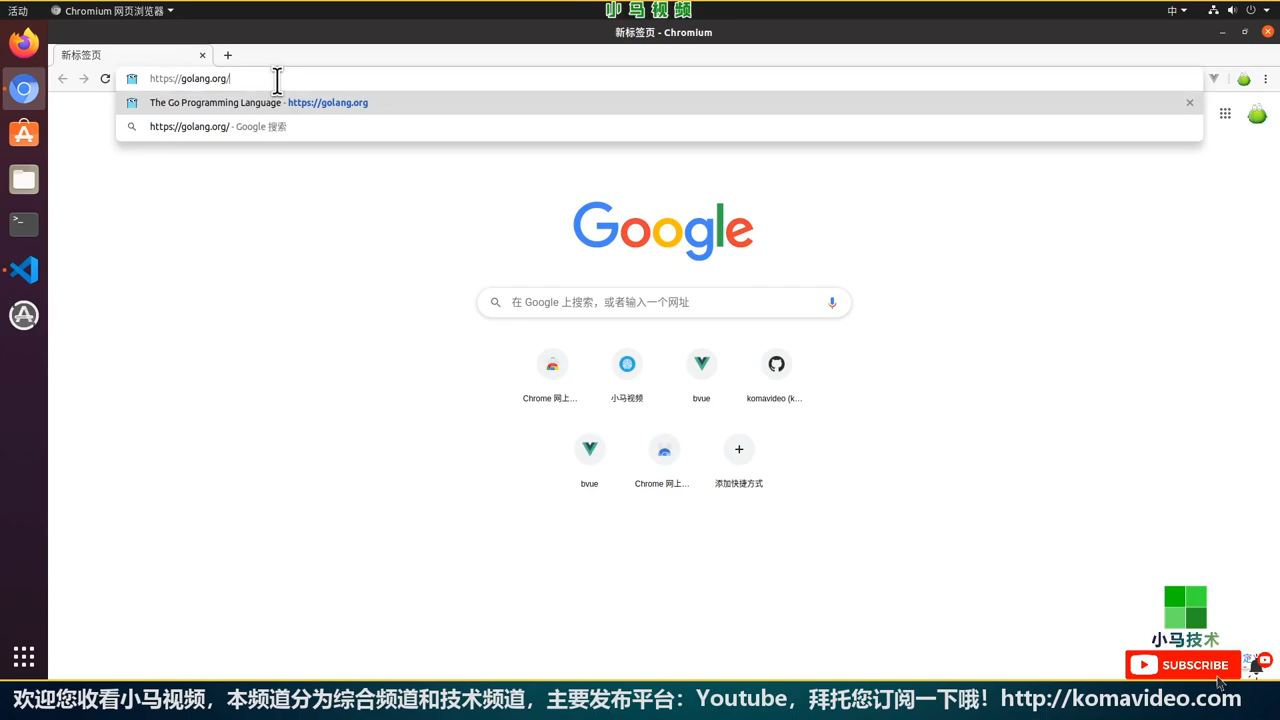 活动
Chromium 网页浏览器
小马视频
中
新标签页 - Chromium
新标签页
https://golang.org/
The Go Programming Language - https://golang.org
https://golang.org/ - Google 搜索
Google
在 Google 上搜索，或者输入一个网址
Chrome 网上...
小马视频
bvue
komavideo (k...
bvue
Chrome 网上...
添加快捷方式
小马技术
SUBSCRIBE
欢迎您收看小马视频，本频道分为综合频道和技术频道，主要发布平台：Youtube，拜托您订阅一下哦！http://komavideo.com